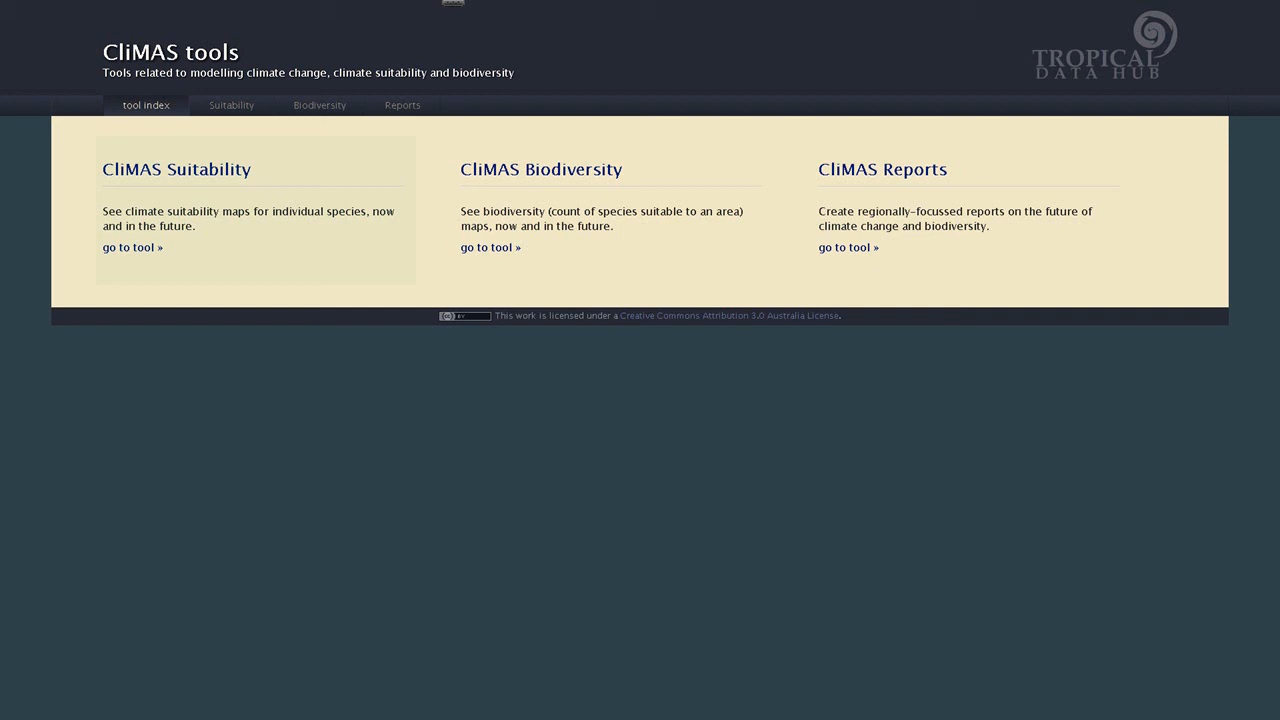 CliMAS tools
Tools related to modelling climate change, climate suitability and biodiversity
TROPICAL
DATA HUB
tool index
Suitability
Biodiversity
Reports
CliMAS Suitability
See climate suitability maps for individual species, now
and in the future.
go to tool »
CliMAS Biodiversity
See biodiversity (count of species suitable to an area)
maps, now and in the future.
go to tool »
CliMAS Reports
Create regionally-focussed reports on the future of
climate change and biodiversity.
go to tool »
(cc) BY This work is licensed under a Creative Commons Attribution 3.0 Australia License.